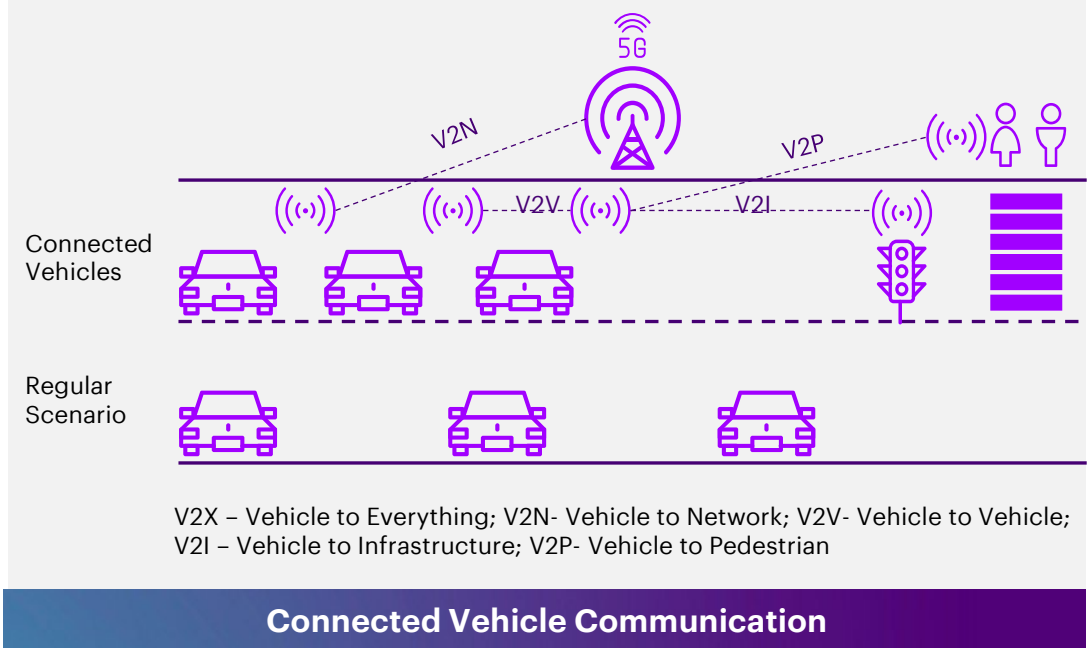 5G
V2N
V2P
V2V
V2I
Connected
Vehicles
Regular
Scenario
V2X – Vehicle to Everything; V2N- Vehicle to Network; V2V- Vehicle to Vehicle;
V2I – Vehicle to Infrastructure; V2P- Vehicle to Pedestrian
Connected Vehicle Communication